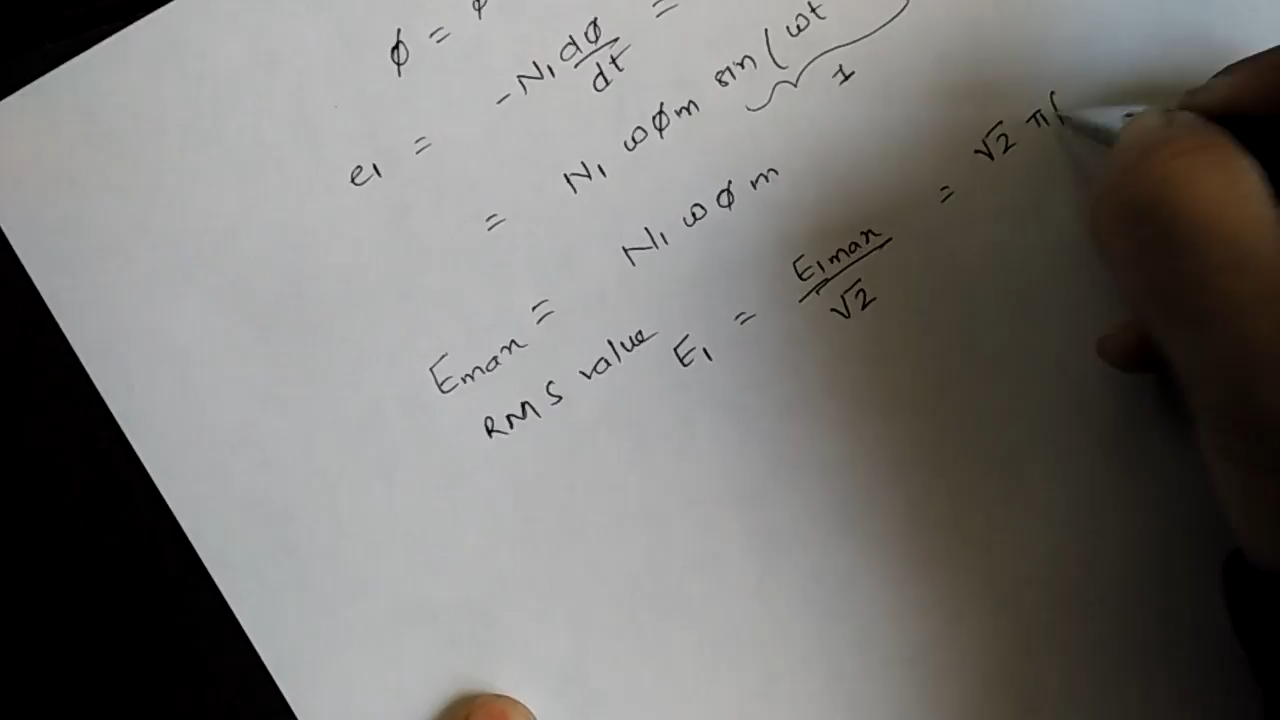 ϕ =
e₁ = -N₁ dϕ/dt =
= N₁ ωϕm sin(ωt
1
Emax = N₁ ωϕm
RMS value E₁ = E₁max/√2 = √2 π